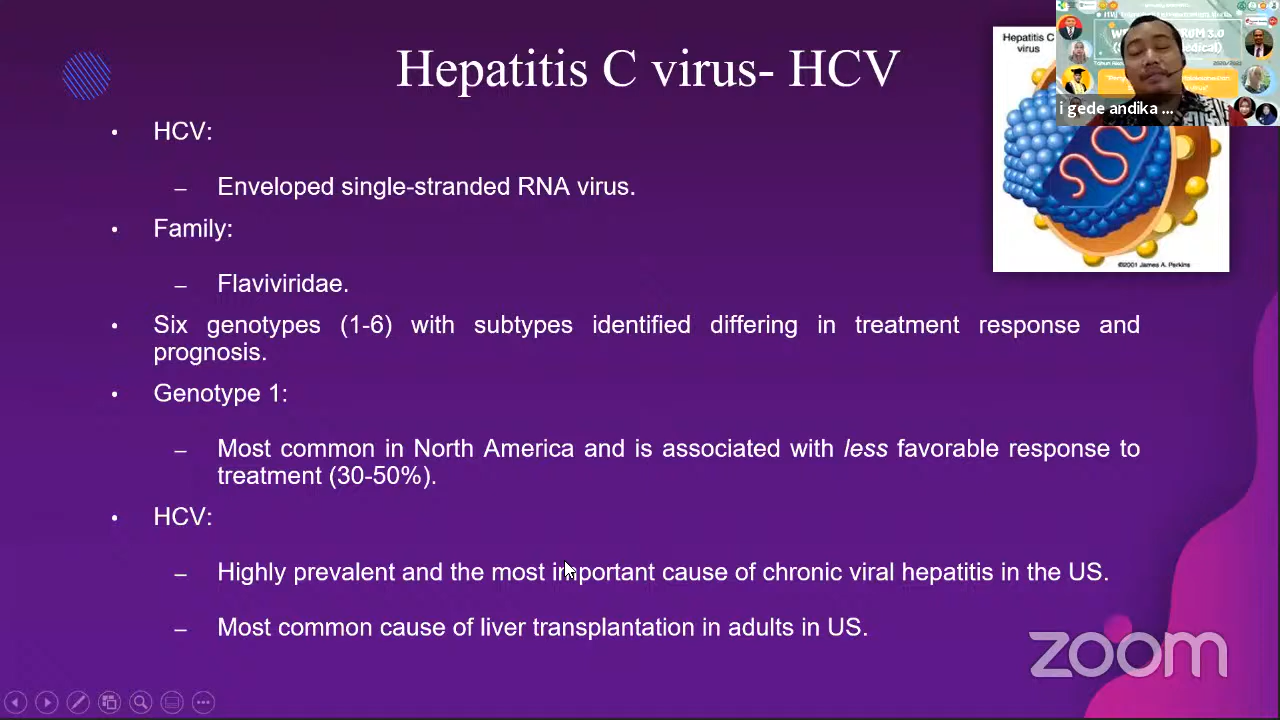 Hepatitis C virus- HCV
Hepatitis C
virus
i gede andika ...
• HCV:
– Enveloped single-stranded RNA virus.
• Family:
– Flaviviridae.
• Six genotypes (1-6) with subtypes identified differing in treatment response and
prognosis.
• Genotype 1:
– Most common in North America and is associated with less favorable response to
treatment (30-50%).
• HCV:
– Highly prevalent and the most important cause of chronic viral hepatitis in the US.
– Most common cause of liver transplantation in adults in US.
©2001 James A. Perkins
zoom